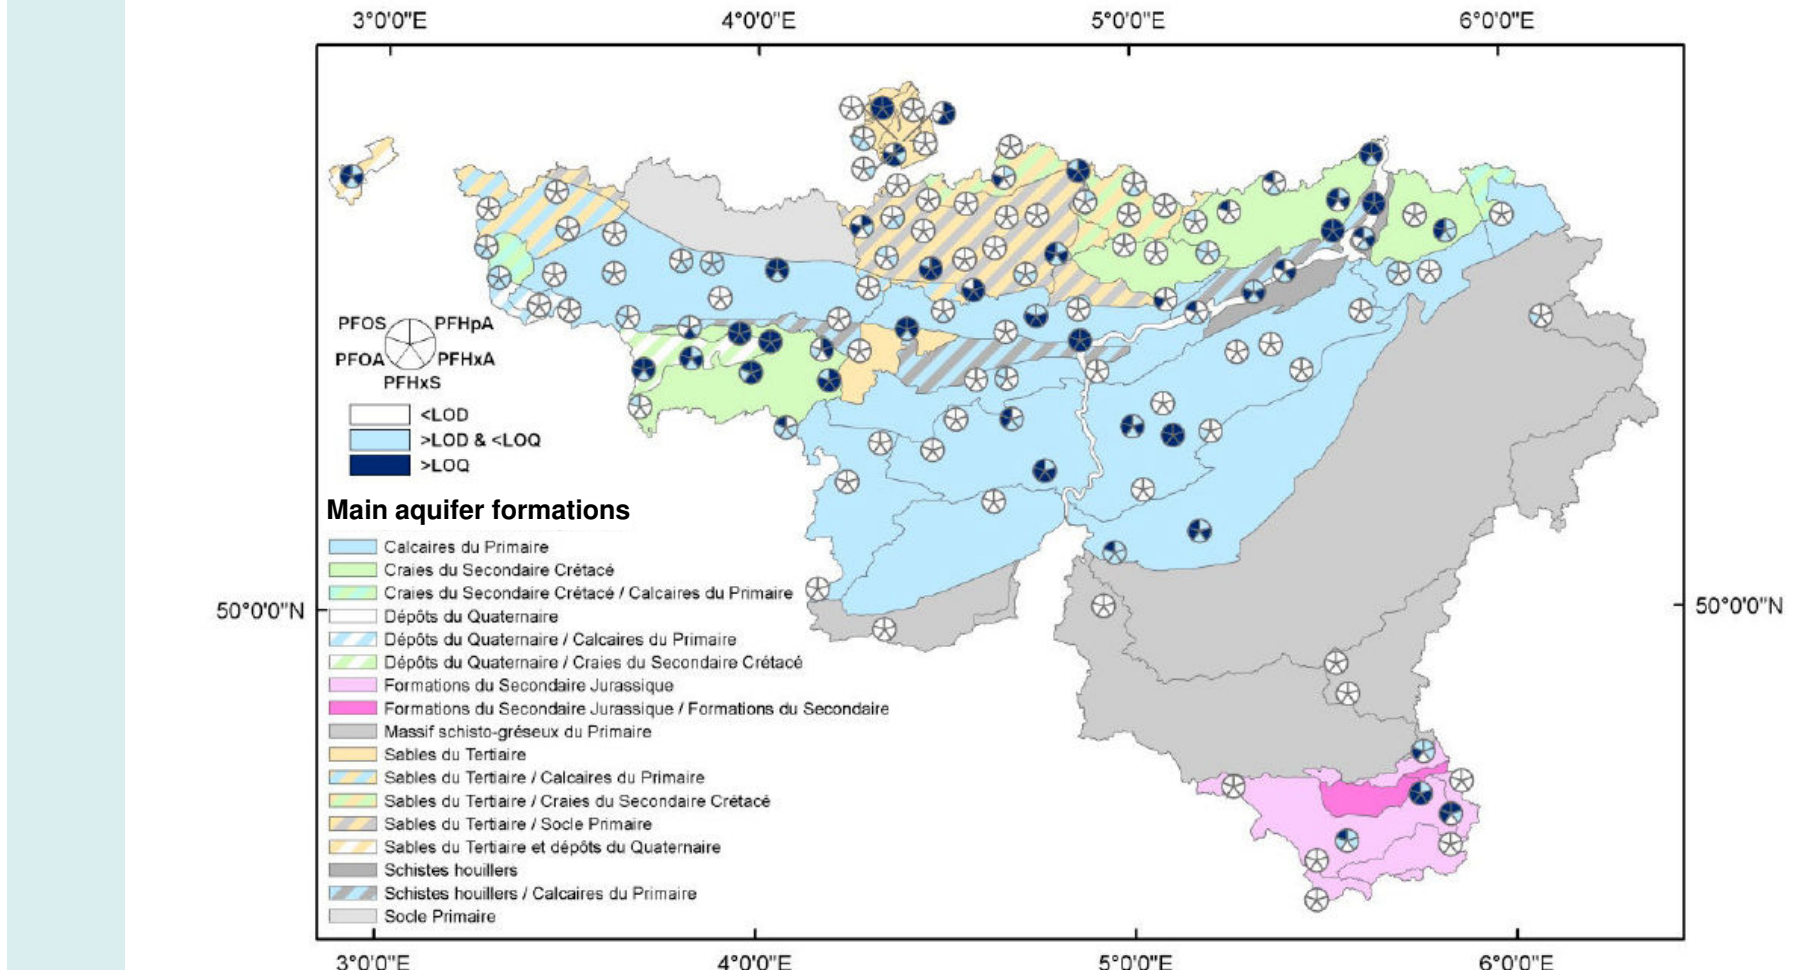 3°0'0"E 4°0'0"E 5°0'0"E 6°0'0"E
PFOS PFHpA
PFOA PFHxA
PFHxS
<LOD
>LOD & <LOQ
>LOQ
Main aquifer formations
Calcaires du Primaire
Craies du Secondaire Crétacé
Craies du Secondaire Crétacé / Calcaires du Primaire
50°0'0"N 50°0'0"N
Dépôts du Quaternaire
Dépôts du Quaternaire / Calcaires du Primaire
Dépôts du Quaternaire / Craies du Secondaire Crétacé
Formations du Secondaire Jurassique
Formations du Secondaire Jurassique / Formations du Secondaire
Massif schisto-gréseux du Primaire
Sables du Tertiaire
Sables du Tertiaire / Calcaires du Primaire
Sables du Tertiaire / Craies du Secondaire Crétacé
Sables du Tertiaire / Socle Primaire
Sables du Tertiaire et dépôts du Quaternaire
Schistes houillers
Schistes houillers / Calcaires du Primaire
Socle Primaire
3°0'0"E 4°0'0"E 5°0'0"E 6°0'0"E